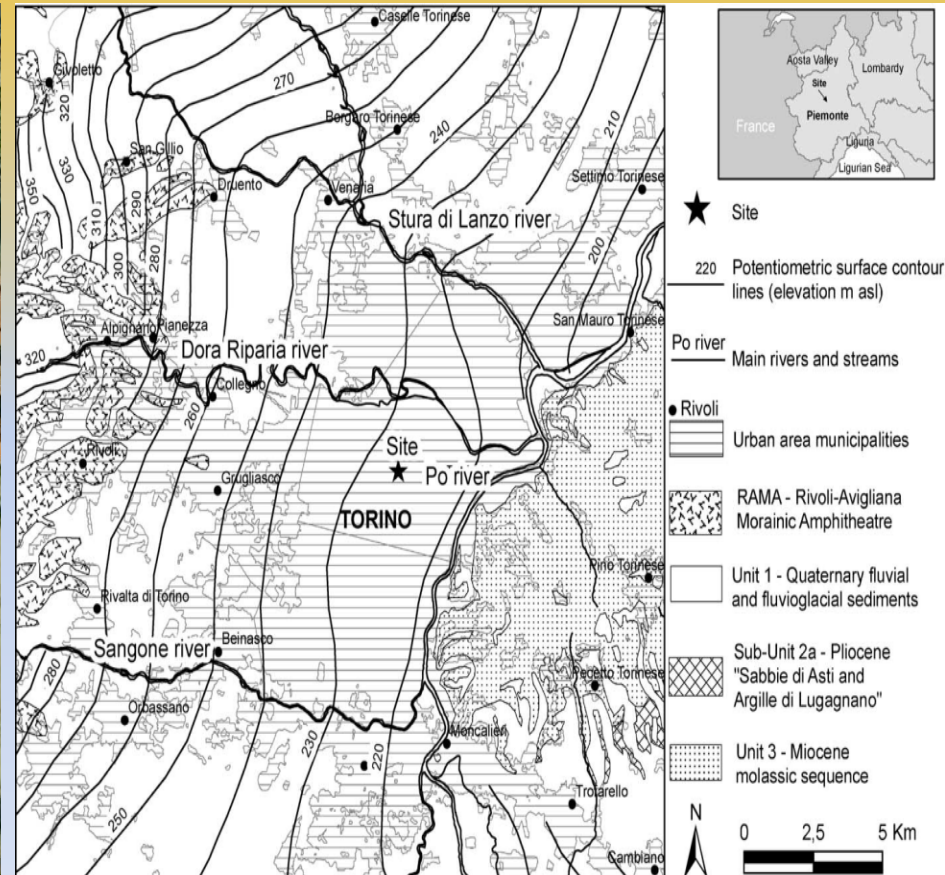 Caselle Torinese
Givoletto
270
320
Borgaro Torinese
240
330
San Gillio
210
350
290
Druento
Venaria
Settimo Torinese
310
Stura di Lanzo river
300
280
200
Alpignano
Pianezza
San Mauro Torinese
320
Dora Riparia river
Collegno
260
Site
Rivoli
Po river
Grugliasco
TORINO
Pino Torinese
Rivalta di Torino
Sangone river
Beinasco
280
Pecetto Torinese
Orbassano
Moncalieri
230
220
250
Trofarello
Cambiano
Aosta Valley
Lombardy
Site
Piemonte
France
Liguria
Ligurian Sea
Site
220 Potentiometric surface contour
lines (elevation m asl)
Po river
Main rivers and streams
Rivoli
Urban area municipalities
RAMA - Rivoli-Avigliana
Morainic Amphitheatre
Unit 1 - Quaternary fluvial
and fluvioglacial sediments
Sub-Unit 2a - Pliocene
"Sabbie di Asti and
Argille di Lugagnano"
Unit 3 - Miocene
molassic sequence
N
0 2,5 5 Km